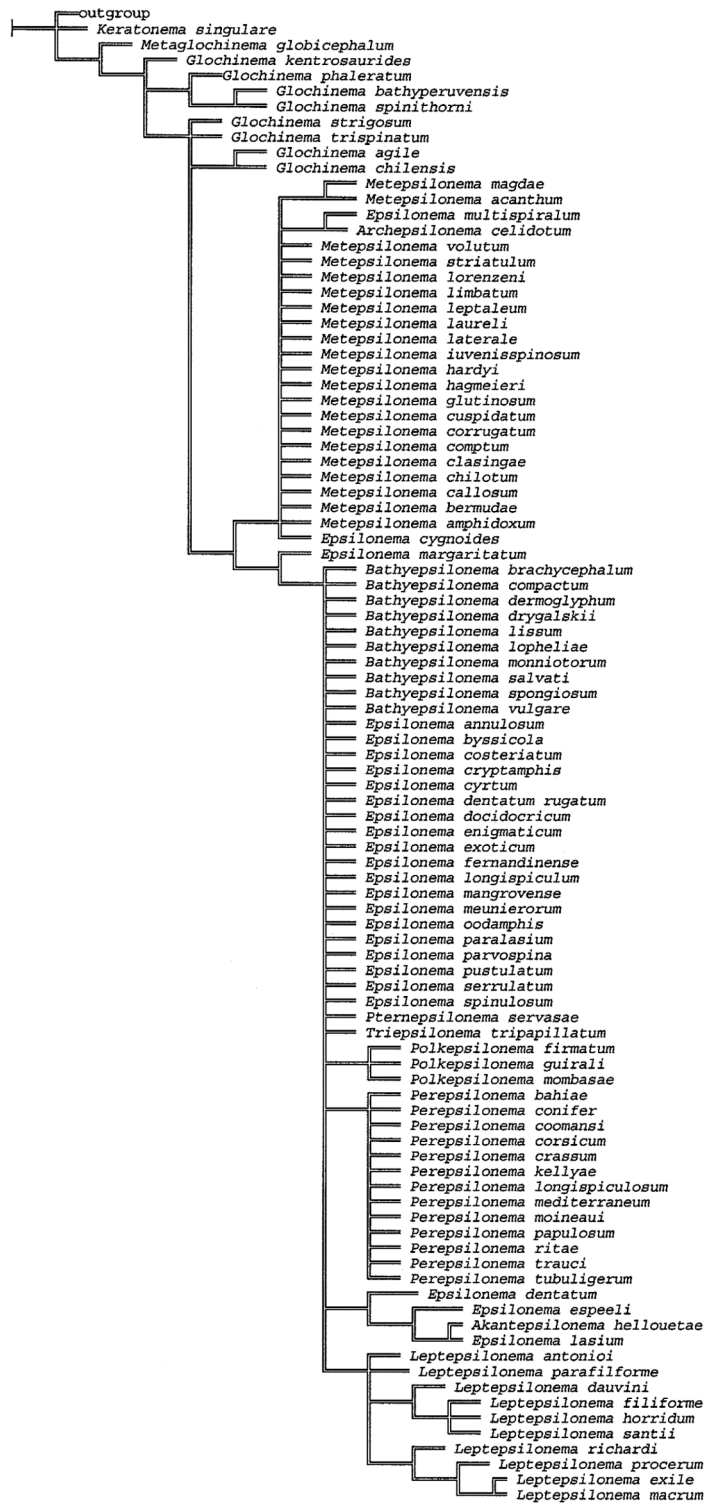 outgroup
Keratonema singulare
Metaglochinema globicephalum
Glochinema kentrosaurides
Glochinema phaleratum
Glochinema bathyperuvensis
Glochinema spinithorni
Glochinema strigosum
Glochinema trispinatum
Glochinema agile
Glochinema chilensis
Metepsilonema magdae
Metepsilonema acanthum
Epsilonema multispiralum
Archepsilonema celidotum
Metepsilonema volutum
Metepsilonema striatulum
Metepsilonema lorenzeni
Metepsilonema limbatum
Metepsilonema leptaleum
Metepsilonema laureli
Metepsilonema laterale
Metepsilonema iuvenisspinosum
Metepsilonema hardyi
Metepsilonema hagmeieri
Metepsilonema glutinosum
Metepsilonema cuspidatum
Metepsilonema corrugatum
Metepsilonema comptum
Metepsilonema clasingae
Metepsilonema chilotum
Metepsilonema callosum
Metepsilonema bermudae
Metepsilonema amphidoxum
Epsilonema cygnoides
Epsilonema margaritatum
Bathyepsilonema brachycephalum
Bathyepsilonema compactum
Bathyepsilonema dermoglyphum
Bathyepsilonema drygalskii
Bathyepsilonema lissum
Bathyepsilonema lopheliae
Bathyepsilonema monniotorum
Bathyepsilonema salvati
Bathyepsilonema spongiosum
Bathyepsilonema vulgare
Epsilonema annulosum
Epsilonema byssicola
Epsilonema costeriatum
Epsilonema cryptamphis
Epsilonema cyrtum
Epsilonema dentatum rugatum
Epsilonema docidocricum
Epsilonema enigmaticum
Epsilonema exoticum
Epsilonema fernandinense
Epsilonema longispiculum
Epsilonema mangrovense
Epsilonema meunierorum
Epsilonema oodamphis
Epsilonema paralasium
Epsilonema parvospina
Epsilonema pustulatum
Epsilonema serrulatum
Epsilonema spinulosum
Pternepsilonema servasae
Triepsilonema tripapillatum
Polkepsilonema firmatum
Polkepsilonema guirali
Polkepsilonema mombasae
Perepsilonema bahiae
Perepsilonema conifer
Perepsilonema coomansi
Perepsilonema corsicum
Perepsilonema crassum
Perepsilonema kellyae
Perepsilonema longispiculosum
Perepsilonema mediterraneum
Perepsilonema moineaui
Perepsilonema papulosum
Perepsilonema ritae
Perepsilonema trauci
Perepsilonema tubuligerum
Epsilonema dentatum
Epsilonema espeeli
Akantepsilonema hellouetae
Epsilonema lasium
Leptepsilonema antonioi
Leptepsilonema parafilforme
Leptepsilonema dauvini
Leptepsilonema filiforme
Leptepsilonema horridum
Leptepsilonema santii
Leptepsilonema richardi
Leptepsilonema procerum
Leptepsilonema exile
Leptepsilonema macrum